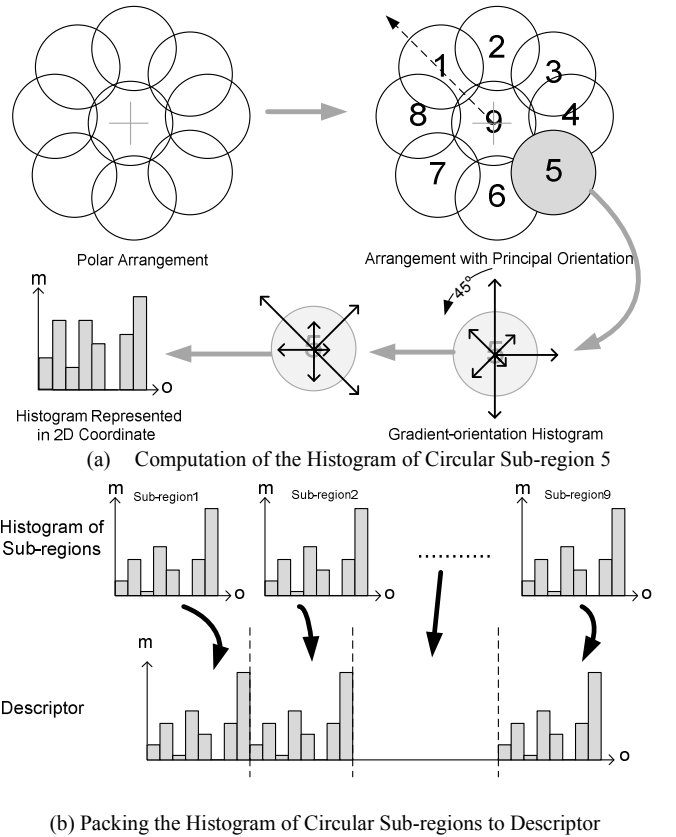 1
2
3
4
5
6
7
8
9
Polar Arrangement
Arrangement with Principal Orientation
m
o
45°
5
5
Histogram Represented
in 2D Coordinate
Gradient-orientation Histogram
(a) Computation of the Histogram of Circular Sub-region 5
Histogram of
Sub-regions
m
Sub-region1
o
m
Sub-region2
o
m
Sub-region9
o
Descriptor
m
o
(b) Packing the Histogram of Circular Sub-regions to Descriptor